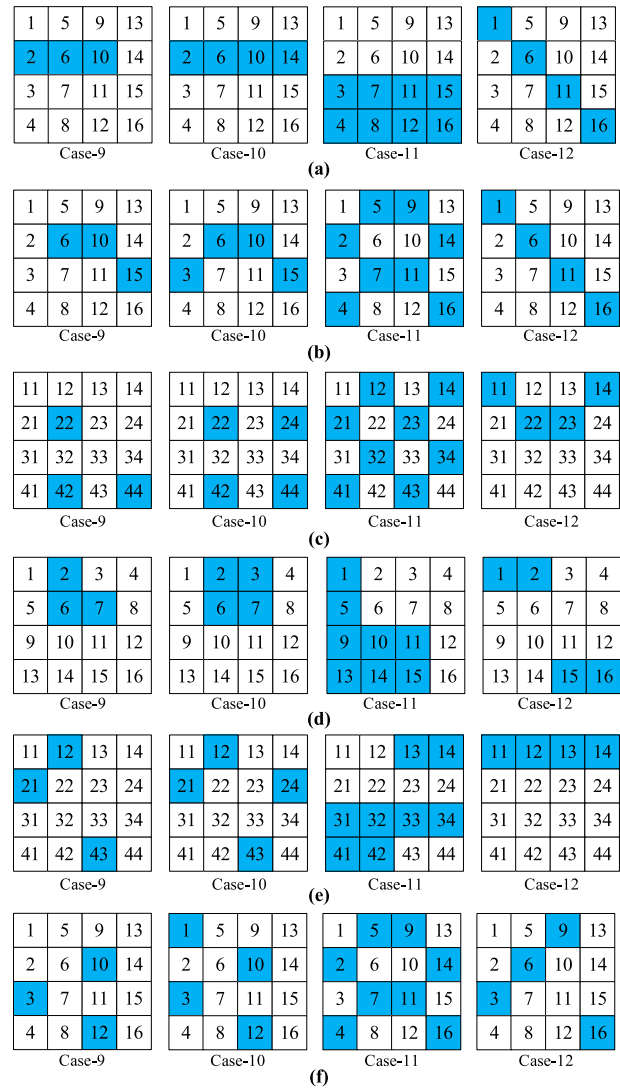 1 5 9 13 1 5 9 13 1 5 9 13 1 5 9 13
2 6 10 14 2 6 10 14 2 6 10 14 2 6 10 14
3 7 11 15 3 7 11 15 3 7 11 15 3 7 11 15
4 8 12 16 4 8 12 16 4 8 12 16 4 8 12 16
Case-9 Case-10 Case-11 Case-12
(a)
1 5 9 13 1 5 9 13 1 5 9 13 1 5 9 13
2 6 10 14 2 6 10 14 2 6 10 14 2 6 10 14
3 7 11 15 3 7 11 15 3 7 11 15 3 7 11 15
4 8 12 16 4 8 12 16 4 8 12 16 4 8 12 16
Case-9 Case-10 Case-11 Case-12
(b)
11 12 13 14 11 12 13 14 11 12 13 14 11 12 13 14
21 22 23 24 21 22 23 24 21 22 23 24 21 22 23 24
31 32 33 34 31 32 33 34 31 32 33 34 31 32 33 34
41 42 43 44 41 42 43 44 41 42 43 44 41 42 43 44
Case-9 Case-10 Case-11 Case-12
(c)
1 2 3 4 1 2 3 4 1 2 3 4 1 2 3 4
5 6 7 8 5 6 7 8 5 6 7 8 5 6 7 8
9 10 11 12 9 10 11 12 9 10 11 12 9 10 11 12
13 14 15 16 13 14 15 16 13 14 15 16 13 14 15 16
Case-9 Case-10 Case-11 Case-12
(d)
11 12 13 14 11 12 13 14 11 12 13 14 11 12 13 14
21 22 23 24 21 22 23 24 21 22 23 24 21 22 23 24
31 32 33 34 31 32 33 34 31 32 33 34 31 32 33 34
41 42 43 44 41 42 43 44 41 42 43 44 41 42 43 44
Case-9 Case-10 Case-11 Case-12
(e)
1 5 9 13 1 5 9 13 1 5 9 13 1 5 9 13
2 6 10 14 2 6 10 14 2 6 10 14 2 6 10 14
3 7 11 15 3 7 11 15 3 7 11 15 3 7 11 15
4 8 12 16 4 8 12 16 4 8 12 16 4 8 12 16
Case-9 Case-10 Case-11 Case-12
(f)